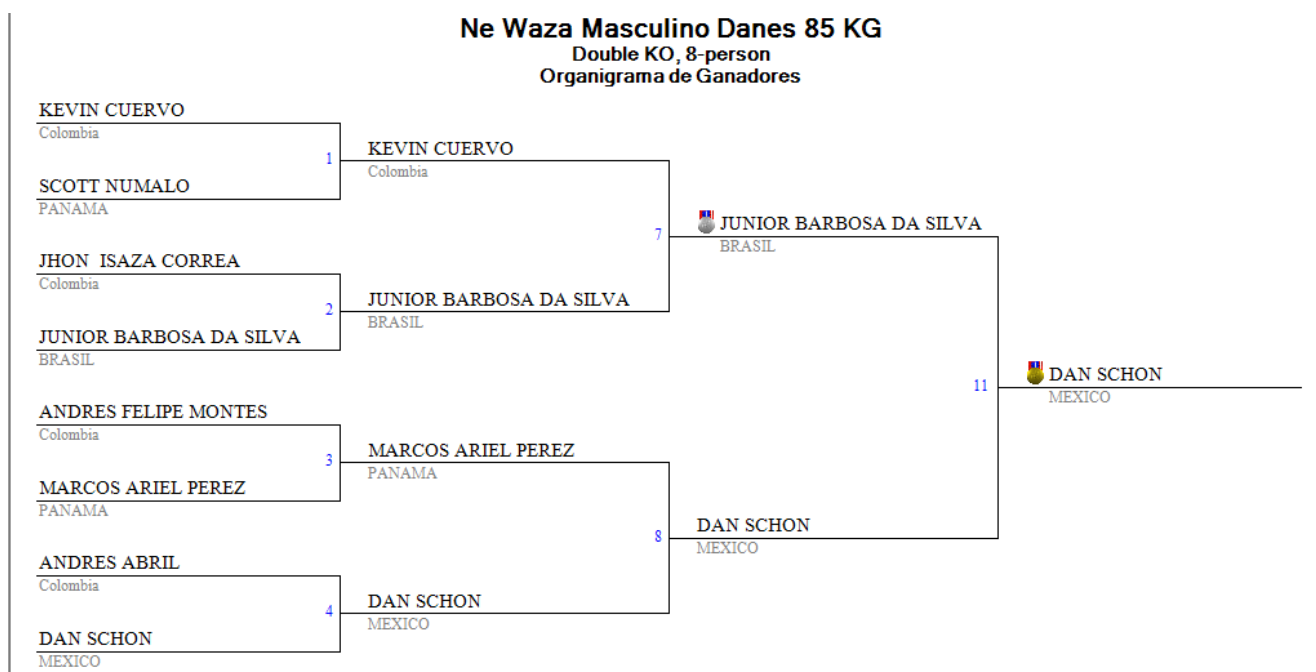 Ne Waza Masculino Danes 85 KG
Double KO, 8-person
Organigrama de Ganadores
KEVIN CUERVO
Colombia
1
SCOTT NUMALO
PANAMA
JHON  ISAZA CORREA
Colombia
2
JUNIOR BARBOSA DA SILVA
BRASIL
ANDRES FELIPE MONTES
Colombia
3
MARCOS ARIEL PEREZ
PANAMA
ANDRES ABRIL
Colombia
4
DAN SCHON
MEXICO
KEVIN CUERVO
Colombia
7
JUNIOR BARBOSA DA SILVA
BRASIL
MARCOS ARIEL PEREZ
PANAMA
8
DAN SCHON
MEXICO
JUNIOR BARBOSA DA SILVA
BRASIL
11
DAN SCHON
MEXICO
DAN SCHON
MEXICO